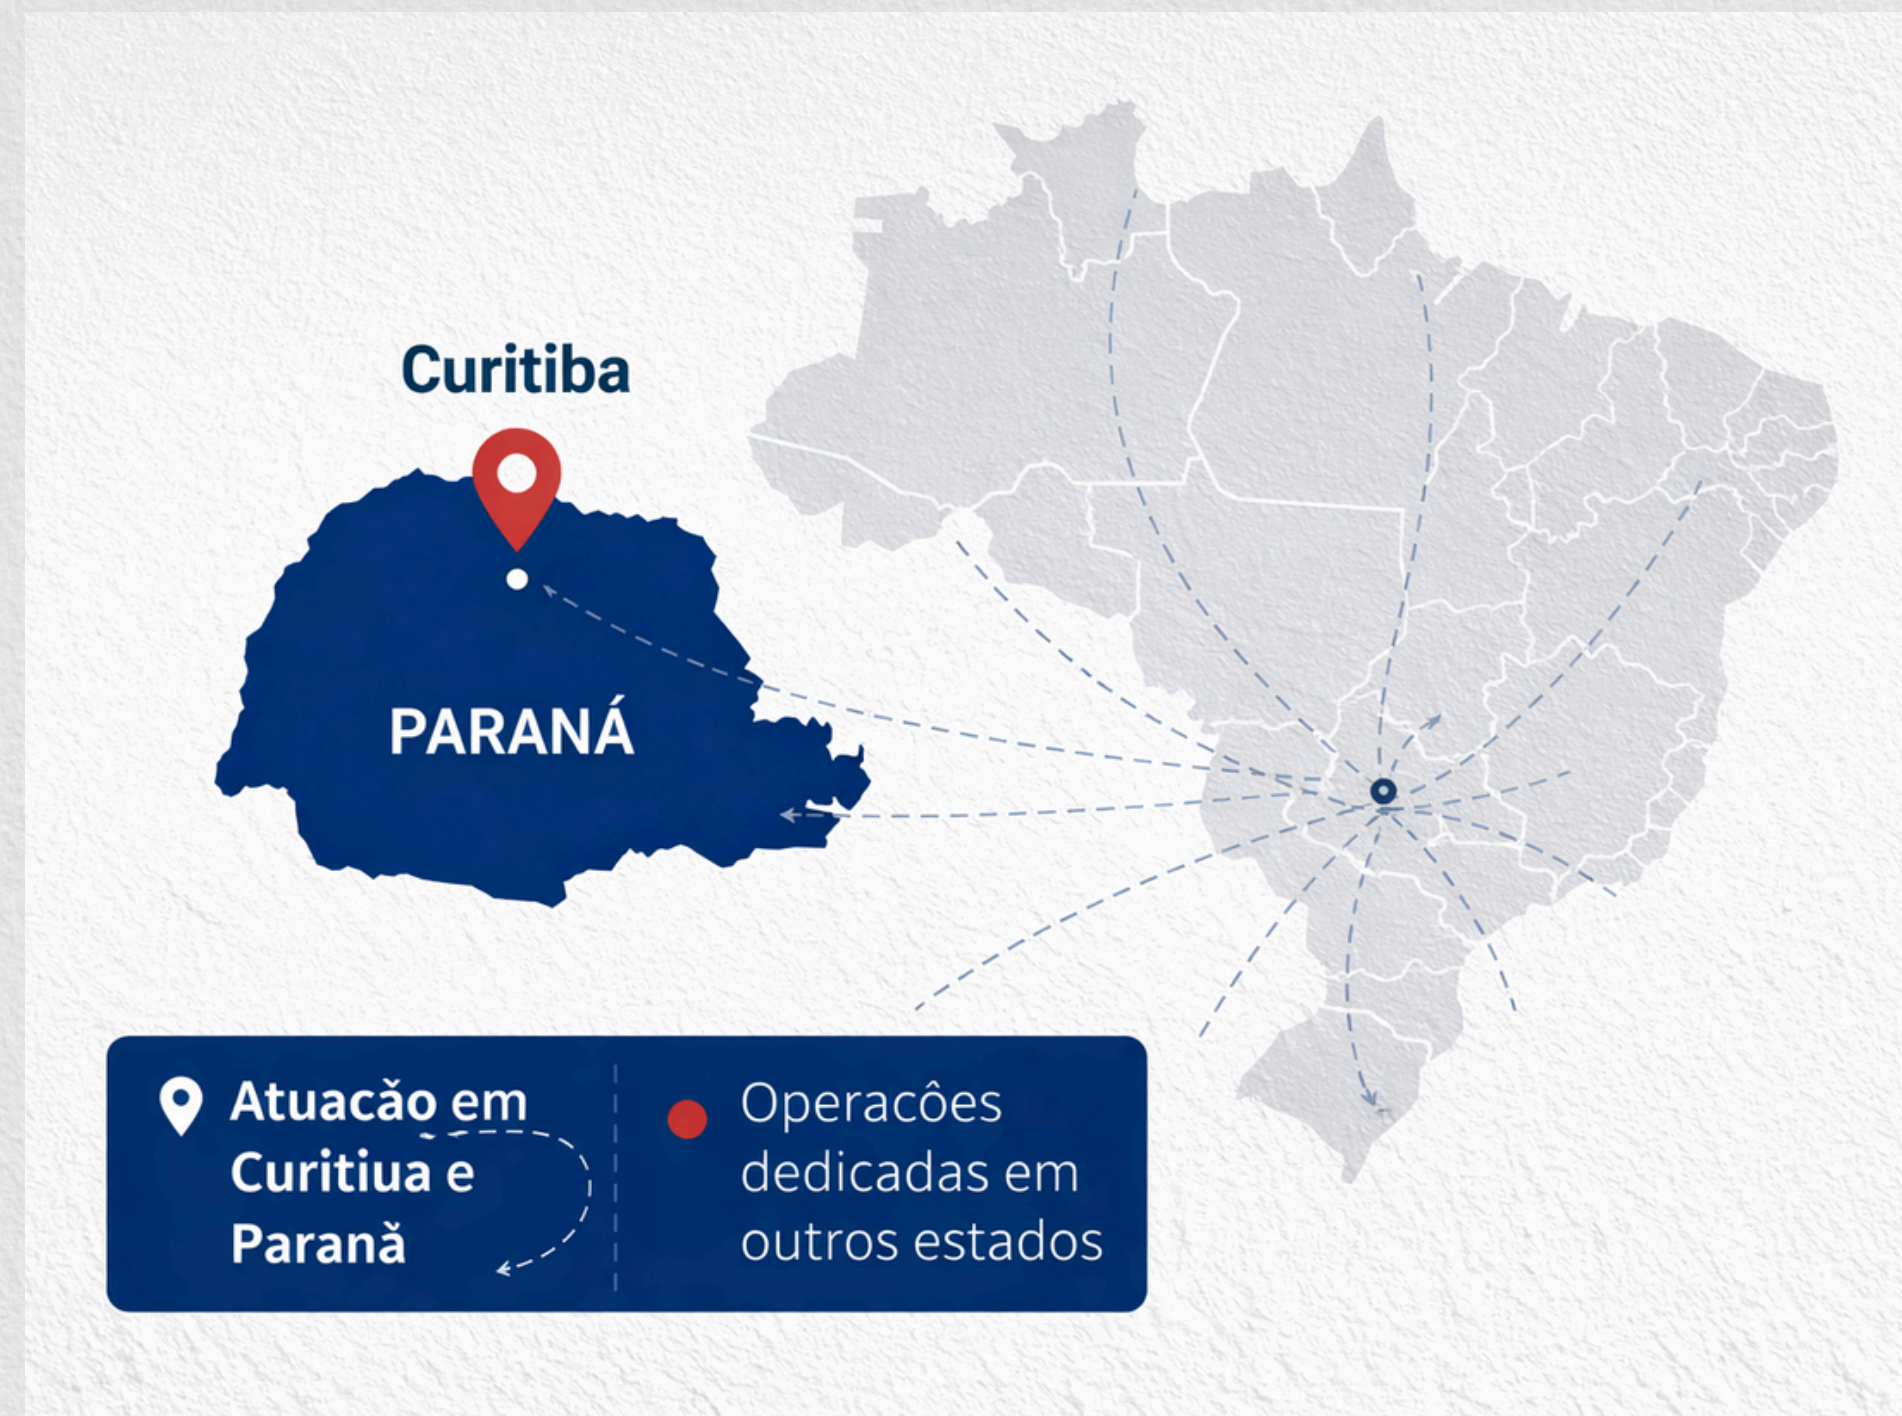 Curitiba
PARANÁ
Atuacǎo em
Curitiua e
Paranǎ
Operacôes
dedicadas em
outros estados